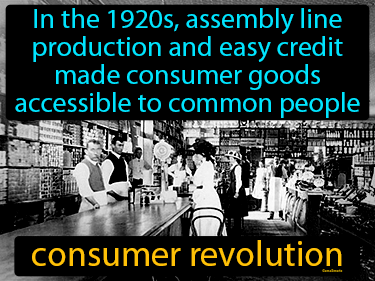 In the 1920s, assembly line
production and easy credit
made consumer goods
accessible to common people
consumer revolution